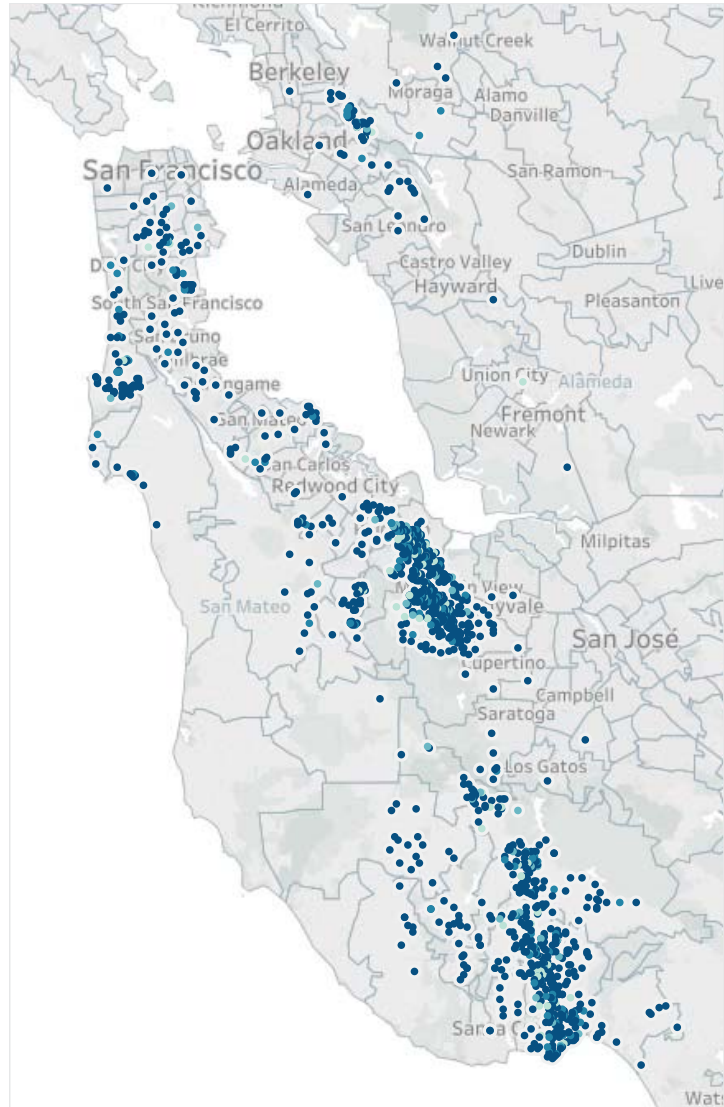 El Cerrito
Walnut Creek
Berkeley
Moraga
Alamo
Danville
Oakland
San Francisco
San Ramon
Alameda
San Leandro
Dublin
Castro Valley
Hayward
Pleasanton
Live
South San Francisco
Union City
Alameda
Fremont
Newark
San Mateo
San Carlos
Redwood City
Milpitas
San Mateo
San José
Cupertino
Campbell
Saratoga
Los Gatos
Wat